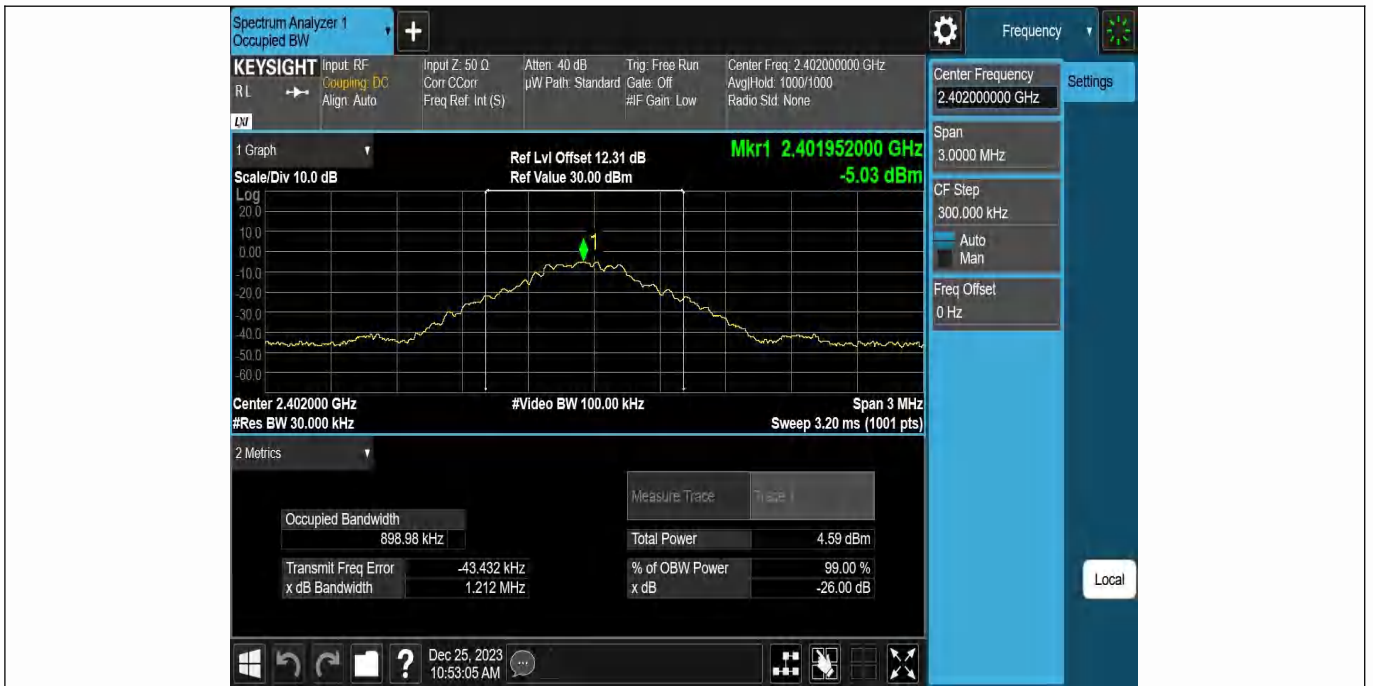 Spectrum Analyzer 1
Occupied BW
+
Frequency
KEYSIGHT
RL
LXI
Input: RF
Coupling: DC
Align: Auto
Input Z: 50 Ω
Corr CCorr
Freq Ref: Int (S)
Atten: 40 dB
µW Path: Standard
Trig: Free Run
Gate: Off
#IF Gain: Low
Center Freq: 2.402000000 GHz
Avg|Hold: 1000/1000
Radio Std: None
Center Frequency
2.402000000 GHz
Settings
Span
3.0000 MHz
CF Step
300.000 kHz
Auto
Man
Freq Offset
0 Hz
Local
1 Graph
Scale/Div 10.0 dB
Ref Lvl Offset 12.31 dB
Ref Value 30.00 dBm
Mkr1 2.401952000 GHz
-5.03 dBm
Log
20.0
10.0
0.00
-10.0
-20.0
-30.0
-40.0
-50.0
-60.0
1
Center 2.402000 GHz
#Res BW 30.000 kHz
#Video BW 100.00 kHz
Span 3 MHz
Sweep 3.20 ms (1001 pts)
2 Metrics
Measure Trace
Trace 1
Occupied Bandwidth
898.98 kHz
Total Power
4.59 dBm
Transmit Freq Error
-43.432 kHz
% of OBW Power
99.00 %
x dB Bandwidth
1.212 MHz
x dB
-26.00 dB
?
Dec 25, 2023
10:53:05 AM